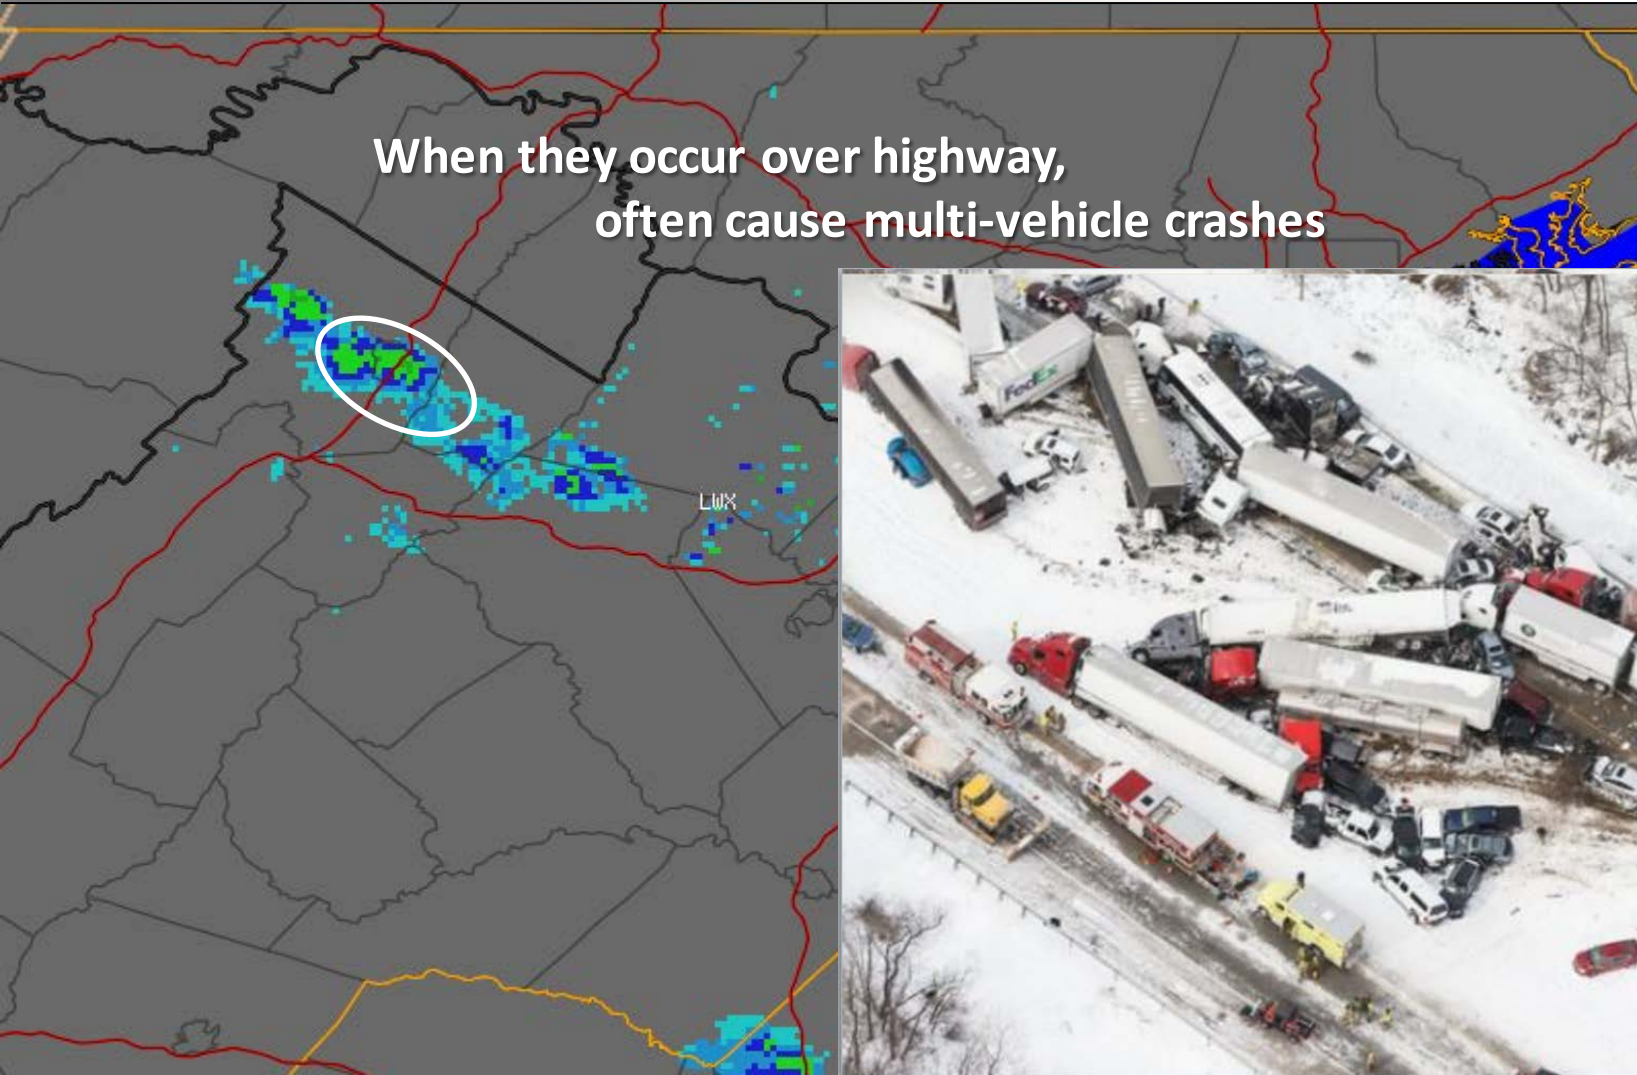 When they occur over highway,
often cause multi-vehicle crashes
FedEx
LWX